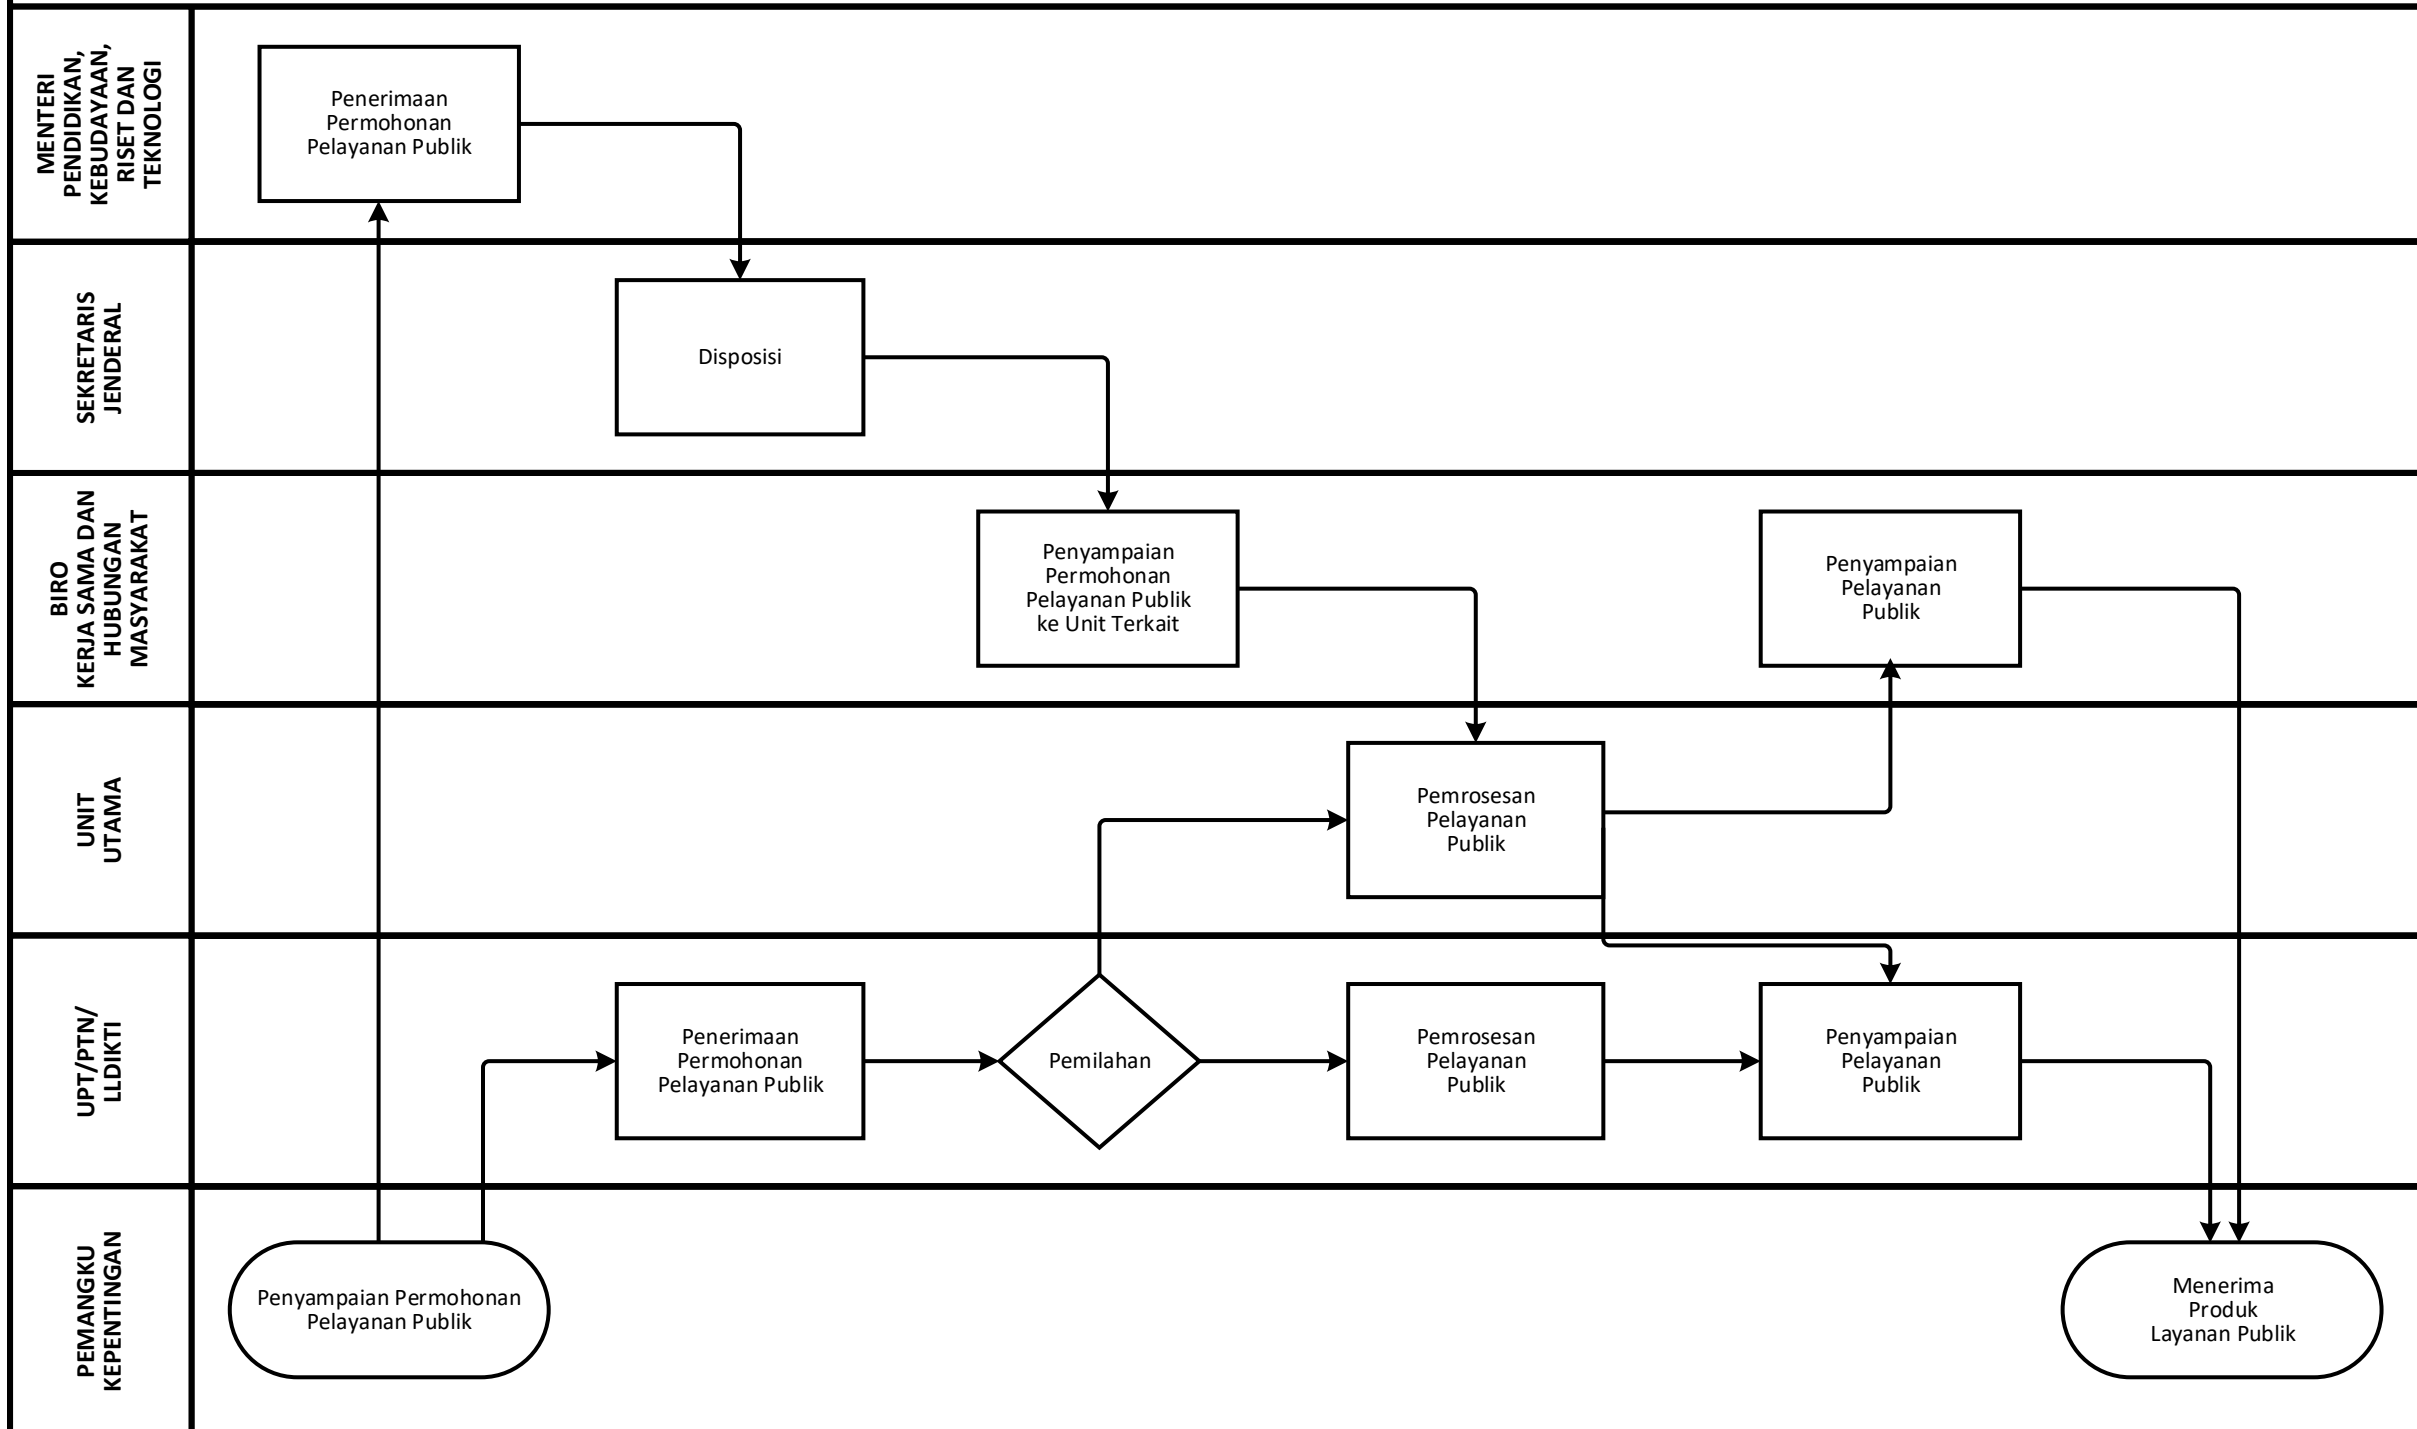 MENTERI
PENDIDIKAN,
KEBUDAYAAN,
RISET DAN
TEKNOLOGI
Penerimaan
Permohonan
Pelayanan Publik
SEKRETARIS
JENDERAL
Disposisi
BIRO
KERJA SAMA DAN
HUBUNGAN
MASYARAKAT
Penyampaian
Permohonan
Pelayanan Publik
ke Unit Terkait
Penyampaian
Pelayanan
Publik
UNIT
UTAMA
Pemrosesan
Pelayanan
Publik
UPT/PTN/
LLDIKTI
Penerimaan
Permohonan
Pelayanan Publik
Pemilahan
Pemrosesan
Pelayanan
Publik
Penyampaian
Pelayanan
Publik
PEMANGKU
KEPENTINGAN
Penyampaian Permohonan
Pelayanan Publik
Menerima
Produk
Layanan Publik